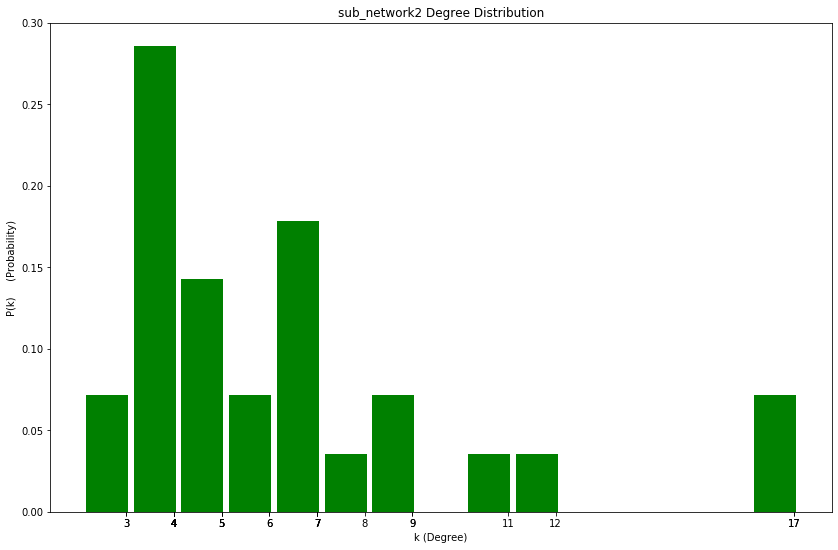 sub_network2 Degree Distribution
0.30
0.25
0.20
0.15
0.10
0.05
0.00
P(k) (Probability)
3 4 5 6 7 8 9 11 12 17
k (Degree)